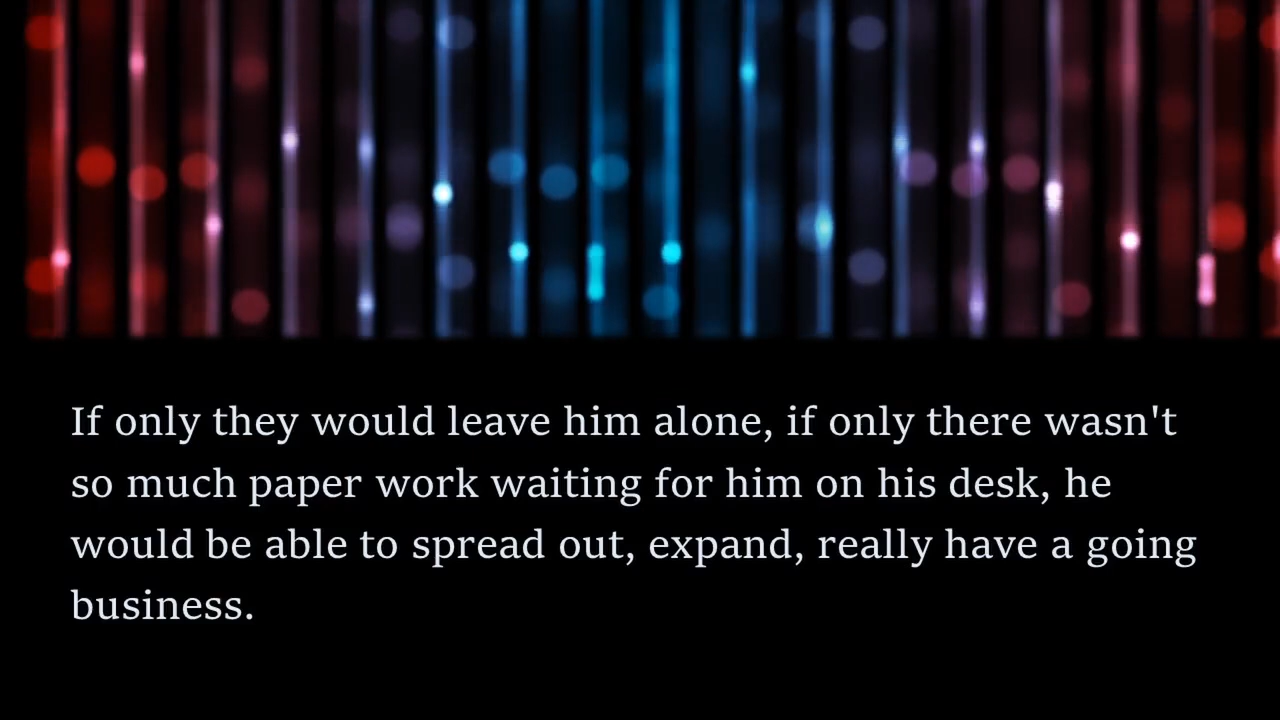 If only they would leave him alone, if only there wasn't
so much paper work waiting for him on his desk, he
would be able to spread out, expand, really have a going
business.